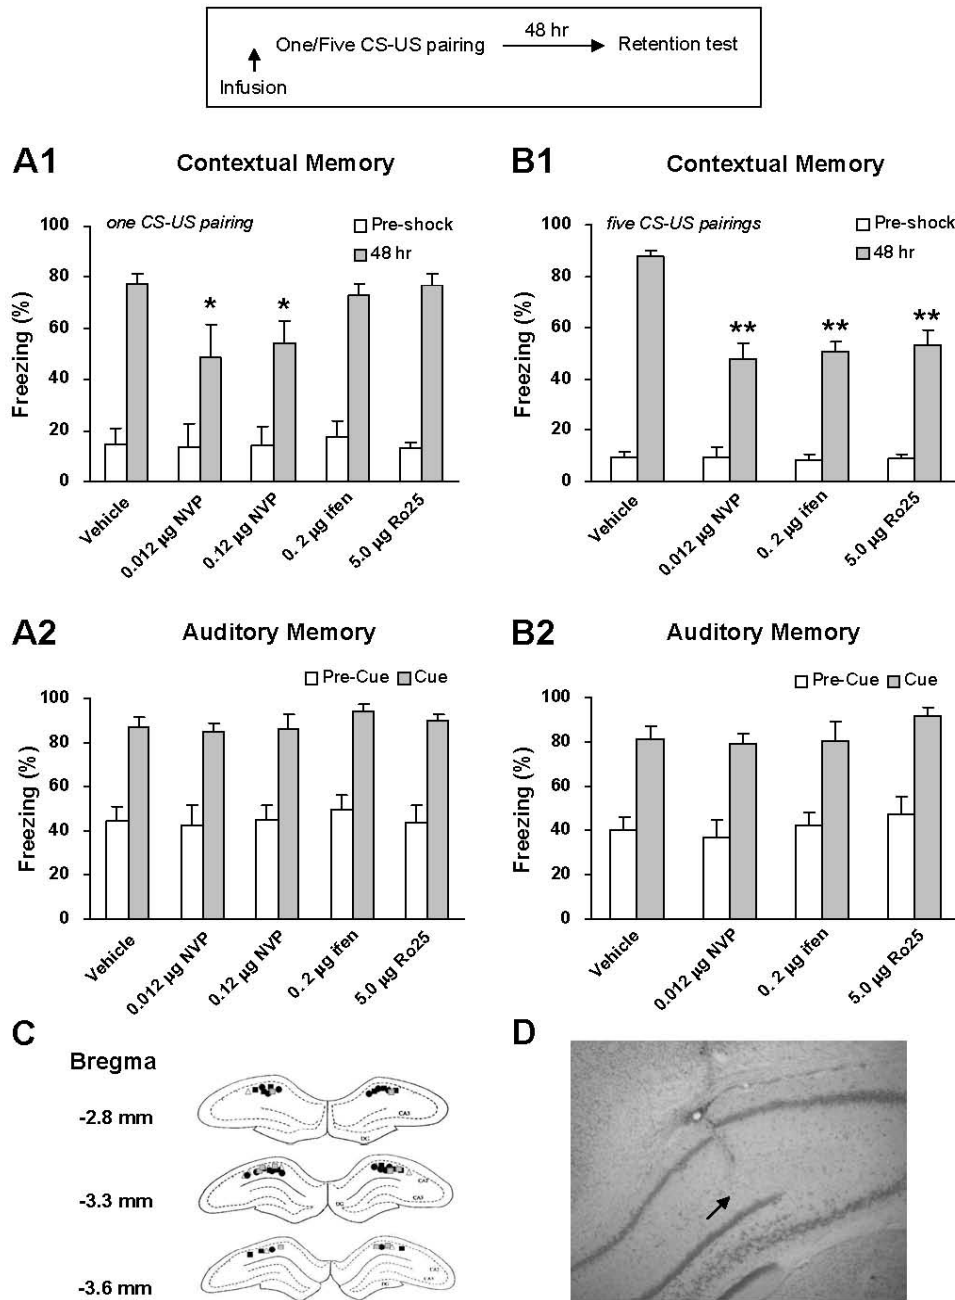 48 hr
One/Five CS-US pairing
Retention test
Infusion
A1
Contextual Memory
one CS-US pairing
Pre-shock
48 hr
Freezing (%)
100
80
60
40
20
0
*
*
Vehicle
0.012 µg NVP
0.12 µg NVP
0. 2 µg ifen
5.0 µg Ro25
B1
Contextual Memory
five CS-US pairings
Pre-shock
48 hr
Freezing (%)
100
80
60
40
20
0
**
**
**
Vehicle
0.012 µg NVP
0. 2 µg ifen
5.0 µg Ro25
A2
Auditory Memory
Pre-Cue
Cue
Freezing (%)
100
80
60
40
20
0
Vehicle
0.012 µg NVP
0.12 µg NVP
0. 2 µg ifen
5.0 µg Ro25
B2
Auditory Memory
Pre-Cue
Cue
Freezing (%)
100
80
60
40
20
0
Vehicle
0.012 µg NVP
0. 2 µg ifen
5.0 µg Ro25
C
Bregma
-2.8 mm
CA3
DG
-3.3 mm
CA3
DG
-3.6 mm
CA3
DG
D